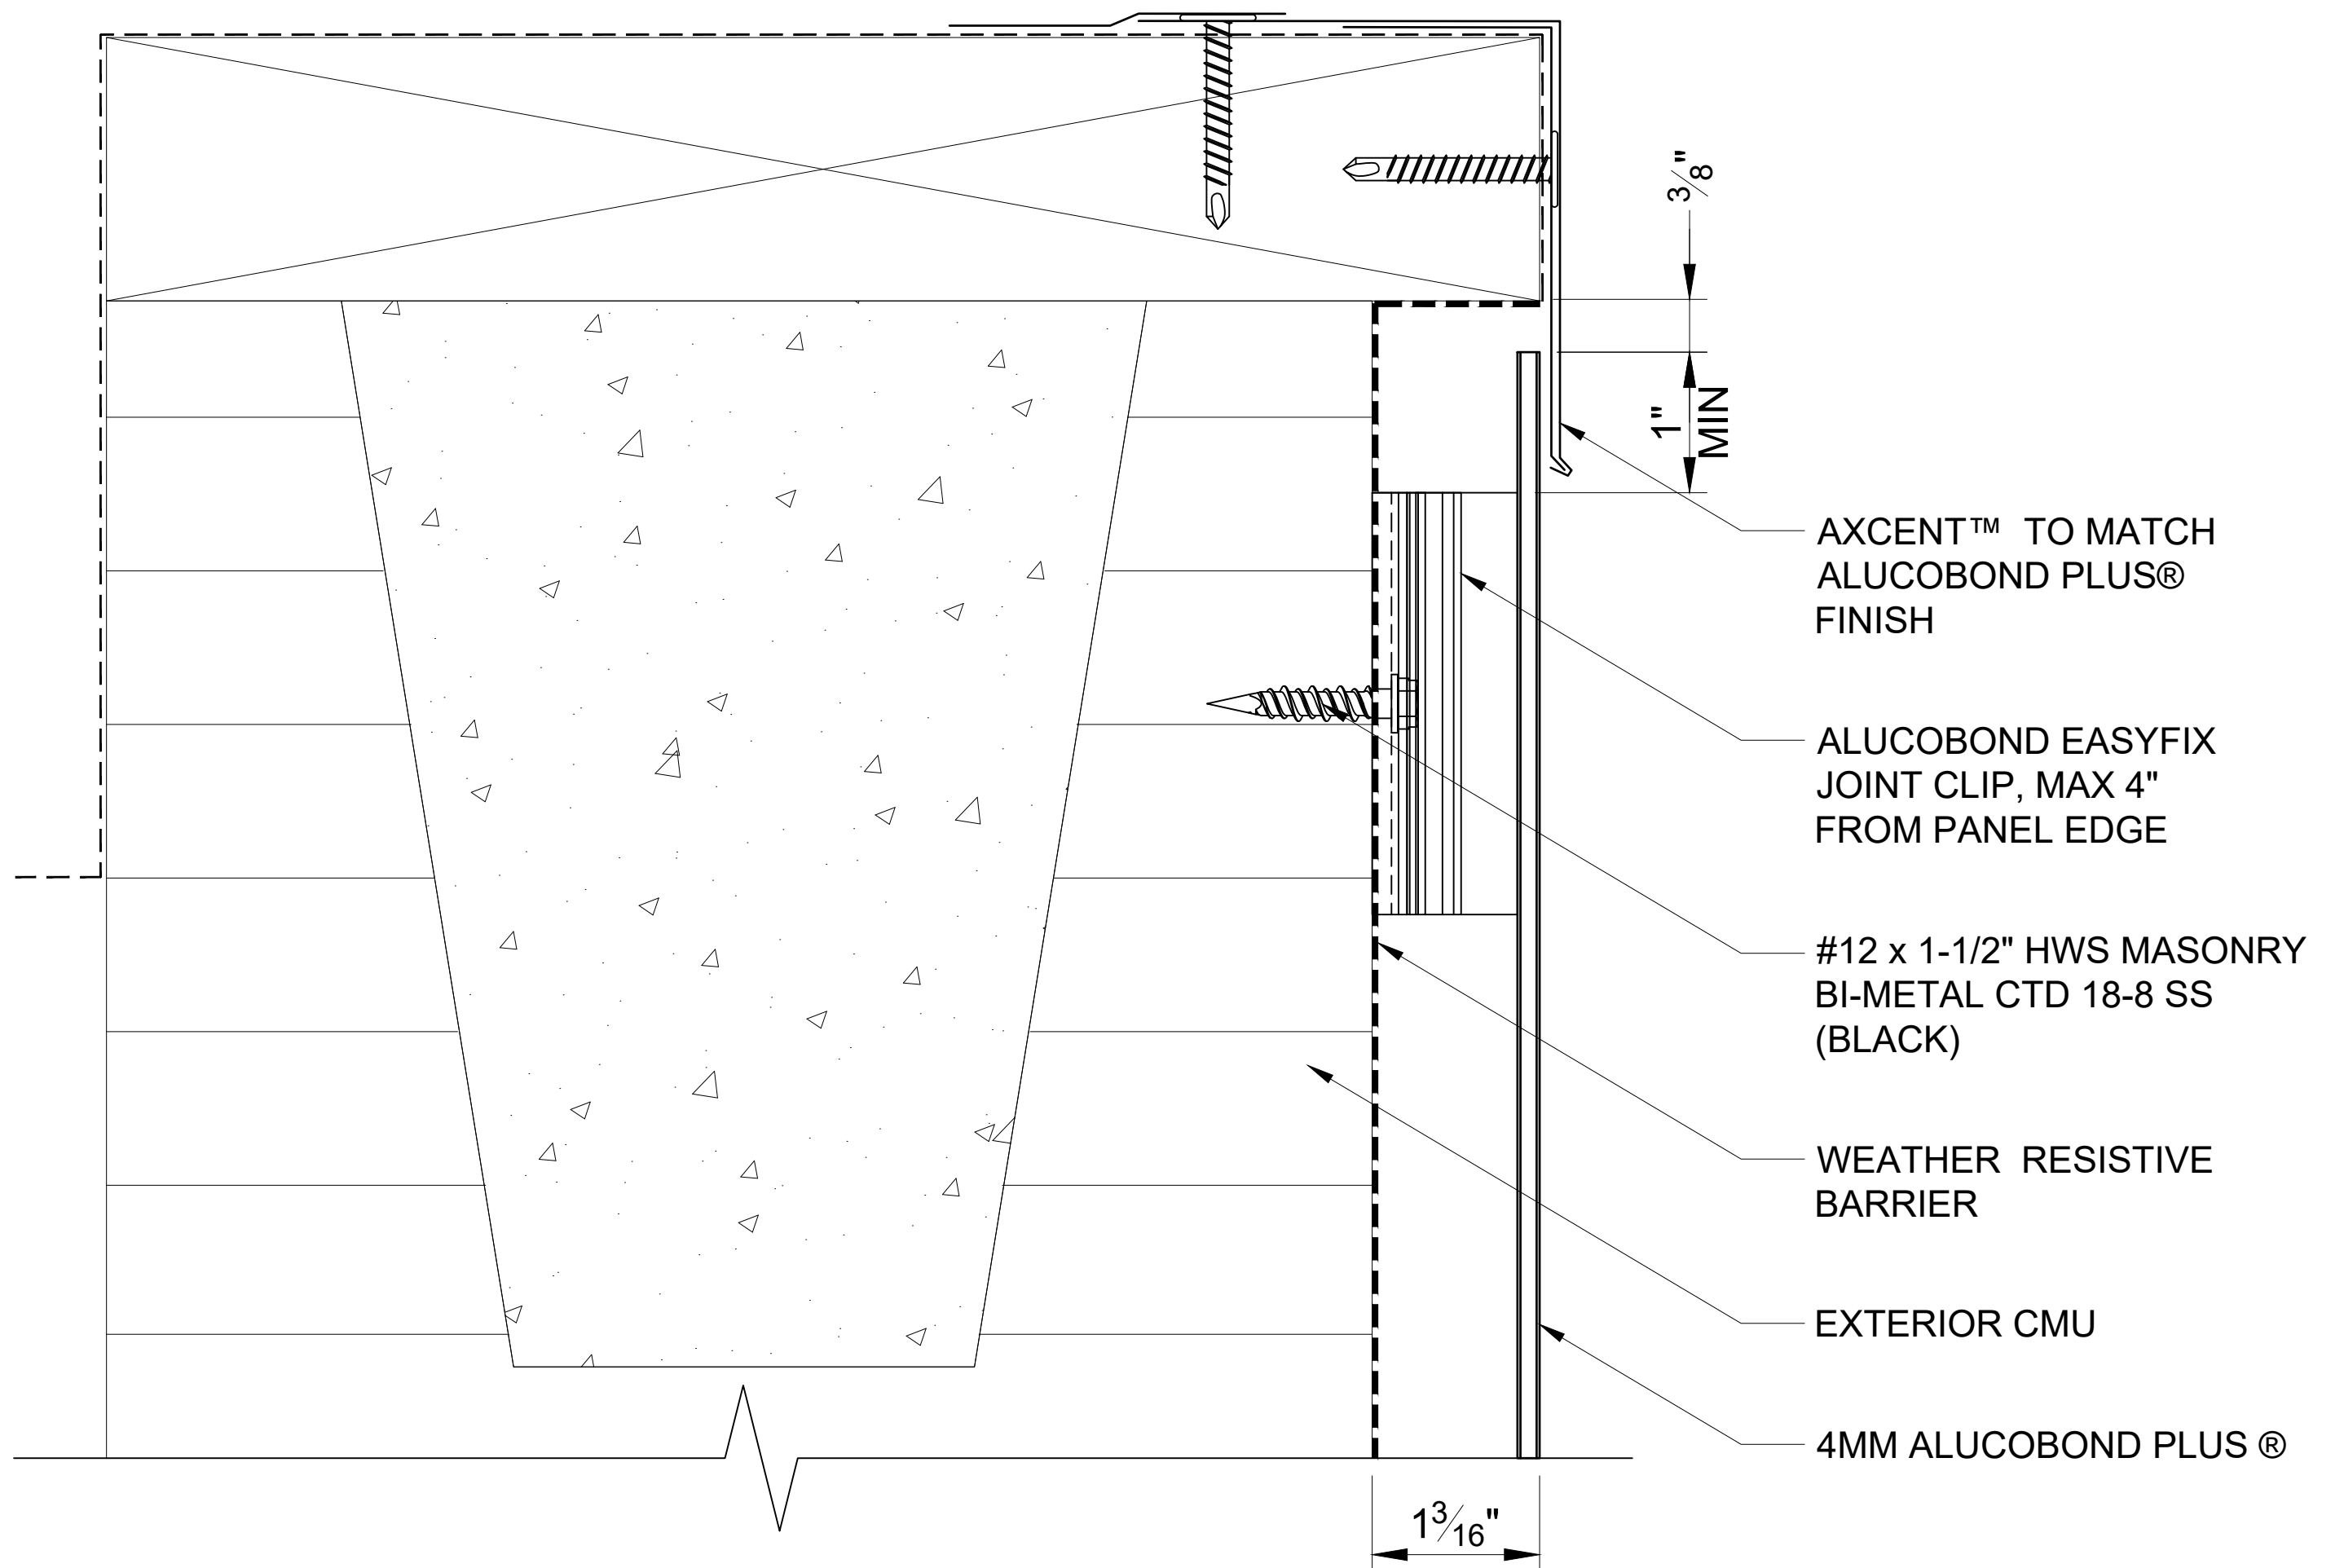 3/8"
1"
MIN
AXCENT™ TO MATCH
ALUCOBOND PLUS®
FINISH
ALUCOBOND EASYFIX
JOINT CLIP, MAX 4"
FROM PANEL EDGE
#12 x 1-1/2" HWS MASONRY
BI-METAL CTD 18-8 SS
(BLACK)
WEATHER RESISTIVE
BARRIER
EXTERIOR CMU
4MM ALUCOBOND PLUS ®
1 3/16"